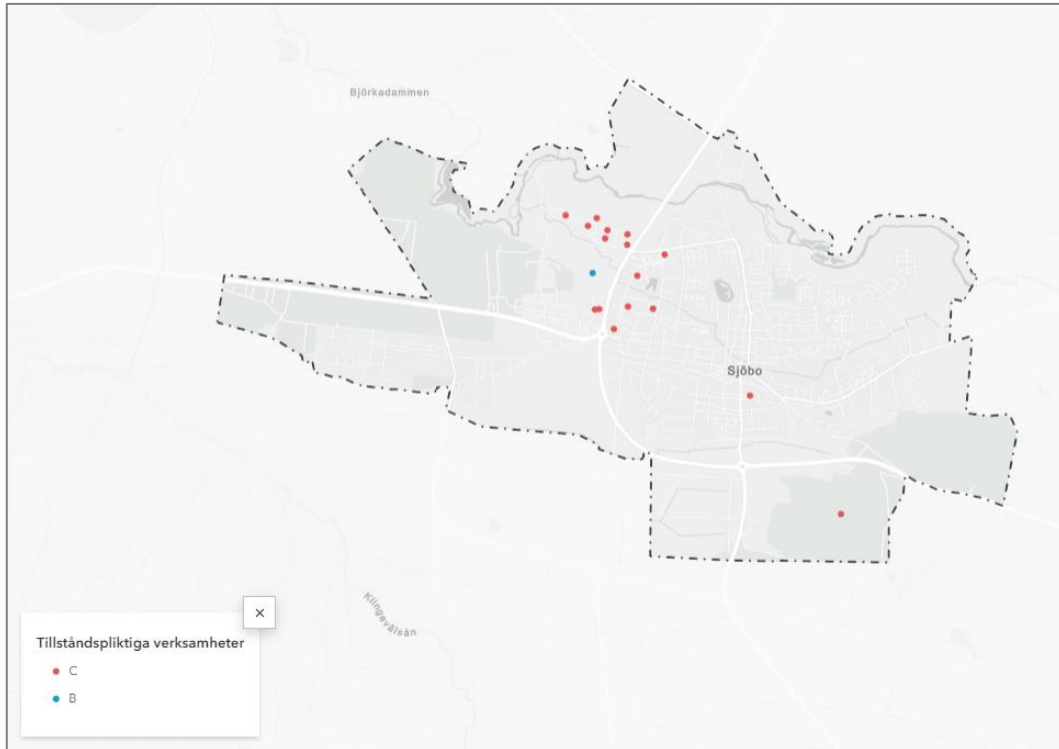 Björkadammen
Sjöbo
Klingavälsån
Tillståndspliktiga verksamheter
C
B